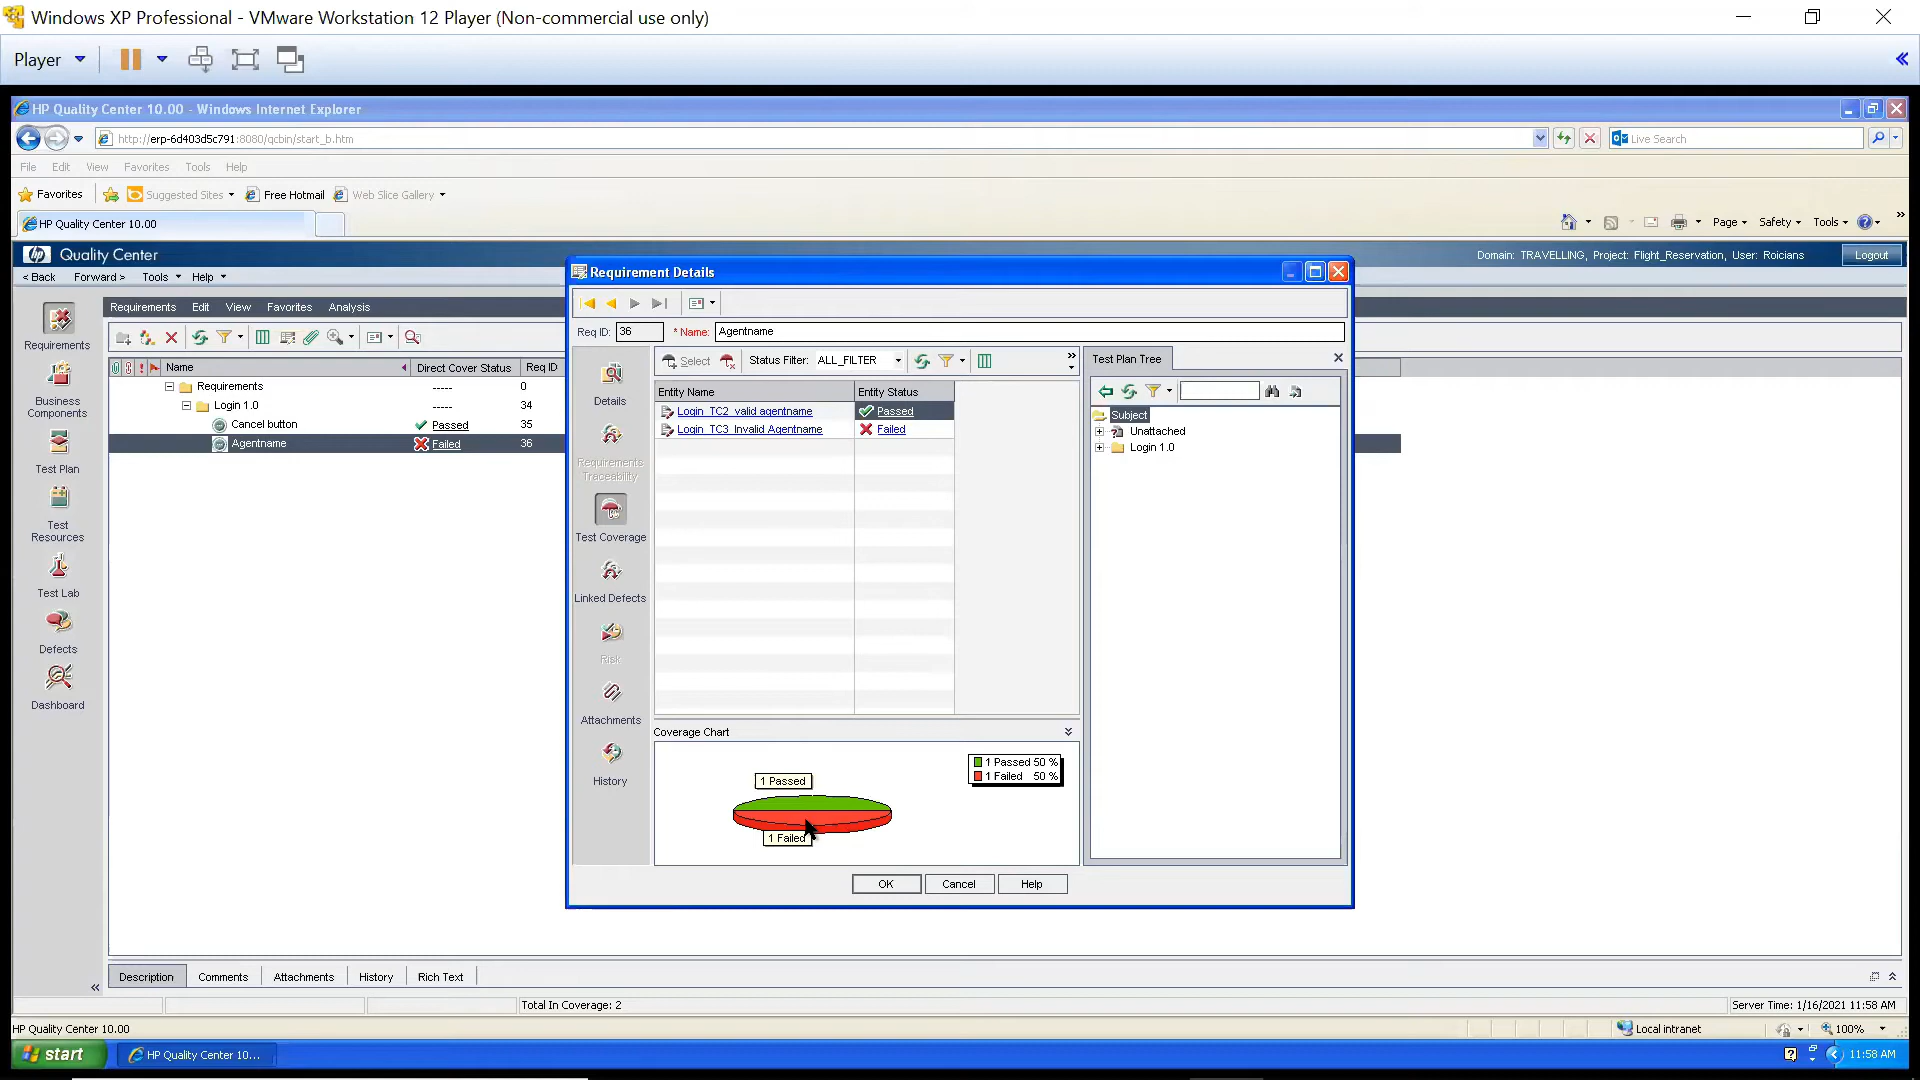 Windows XP Professional - VMware Workstation 12 Player (Non-commercial use only)
Player
HP Quality Center 10.00 - Windows Internet Explorer
http://erp-6d403d5c791:8080/qcbin/start_b.htm
Live Search
File Edit View Favorites Tools Help
Favorites Suggested Sites Free Hotmail Web Slice Gallery
HP Quality Center 10.00
Page Safety Tools
hp Quality Center
Domain: TRAVELLING, Project: Flight_Reservation, User: Roicians
Logout
< Back Forward > Tools Help
Requirements
Business Components
Test Plan
Test Resources
Test Lab
Defects
Dashboard
Requirements Edit View Favorites Analysis
Name Direct Cover Status Req ID
Requirements ----- 0
Login 1.0 ----- 34
Cancel button Passed 35
Agentname Failed 36
Requirement Details
Req ID: 36 * Name: Agentname
Details
Requirements Traceability
Test Coverage
Linked Defects
Risk
Attachments
History
Select Status Filter: ALL_FILTER
Entity Name Entity Status
Login_TC2_valid agentname Passed
Login_TC3_Invalid Agentname Failed
Coverage Chart
1 Passed
1 Failed
1 Passed 50 %
1 Failed 50 %
Test Plan Tree
Subject
Unattached
Login 1.0
OK Cancel Help
Description Comments Attachments History Rich Text
Total In Coverage: 2
Server Time: 1/16/2021 11:58 AM
HP Quality Center 10.00
Local intranet
100%
start
HP Quality Center 10...
11:58 AM